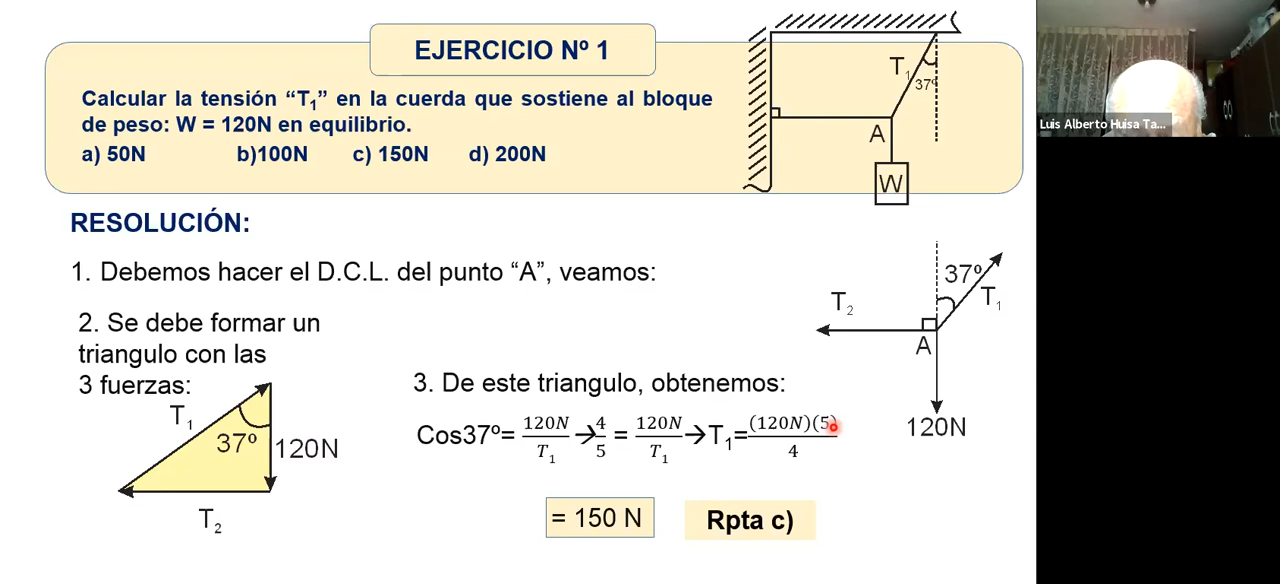 EJERCICIO Nº 1
Calcular la tensión “T₁” en la cuerda que sostiene al bloque
de peso: W = 120N en equilibrio.
a) 50N b)100N c) 150N d) 200N
T₁
37º
A
W
Luis Alberto Huisa Ta...
RESOLUCIÓN:
1. Debemos hacer el D.C.L. del punto “A”, veamos:
37º
T₁
T₂
A
120N
2. Se debe formar un
triangulo con las
3 fuerzas:
T₁
37º
120N
T₂
3. De este triangulo, obtenemos:
Cos37º= 120N/T₁ → 4/5 = 120N/T₁ → T₁= (120N)(5)/4
= 150 N
Rpta c)